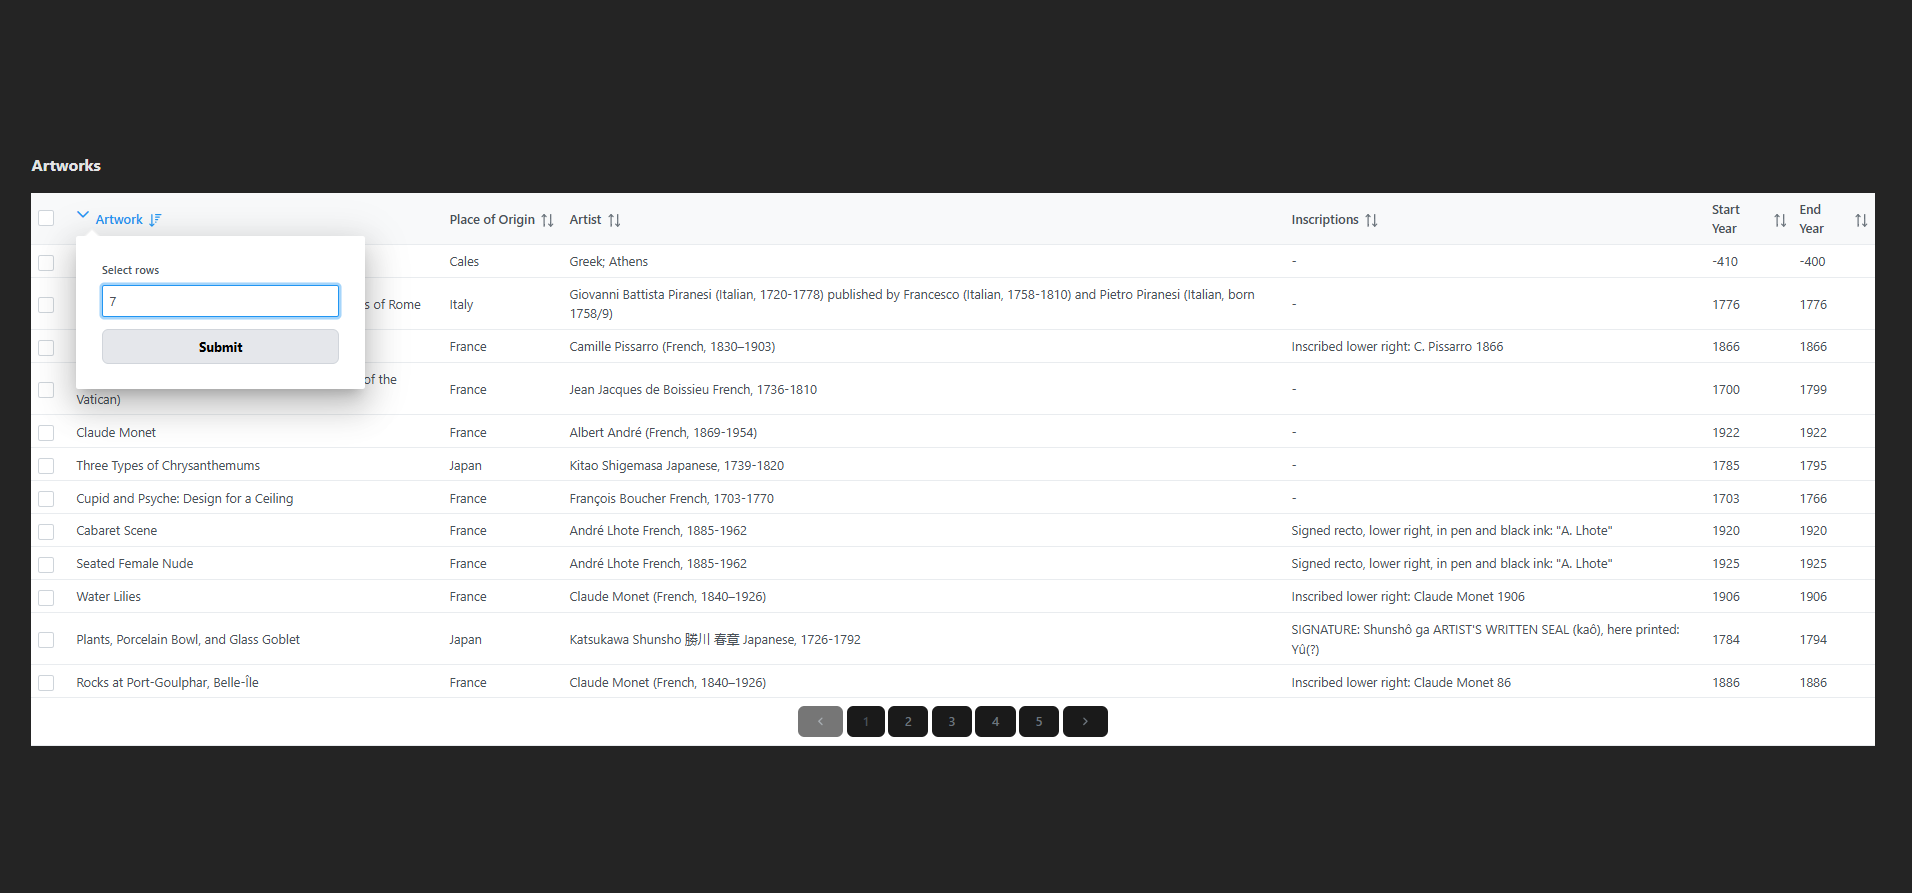 Artworks
Artwork Place of Origin Artist Inscriptions Start Year End Year
Select rows
7
Submit
Cales Greek; Athens - -410 -400
s of Rome Italy Giovanni Battista Piranesi (Italian, 1720-1778) published by Francesco (Italian, 1758-1810) and Pietro Piranesi (Italian, born
1758/9) - 1776 1776
France Camille Pissarro (French, 1830–1903) Inscribed lower right: C. Pissarro 1866 1866 1866
of the
Vatican) France Jean Jacques de Boissieu French, 1736-1810 - 1700 1799
Claude Monet France Albert André (French, 1869-1954) - 1922 1922
Three Types of Chrysanthemums Japan Kitao Shigemasa Japanese, 1739-1820 - 1785 1795
Cupid and Psyche: Design for a Ceiling France François Boucher French, 1703-1770 - 1703 1766
Cabaret Scene France André Lhote French, 1885-1962 Signed recto, lower right, in pen and black ink: "A. Lhote" 1920 1920
Seated Female Nude France André Lhote French, 1885-1962 Signed recto, lower right, in pen and black ink: "A. Lhote" 1925 1925
Water Lilies France Claude Monet (French, 1840–1926) Inscribed lower right: Claude Monet 1906 1906 1906
Plants, Porcelain Bowl, and Glass Goblet Japan Katsukawa Shunsho 勝川 春章 Japanese, 1726-1792 SIGNATURE: Shunshô ga ARTIST'S WRITTEN SEAL (kaô), here printed:
Yû(?) 1784 1794
Rocks at Port-Goulphar, Belle-Île France Claude Monet (French, 1840–1926) Inscribed lower right: Claude Monet 86 1886 1886
1 2 3 4 5